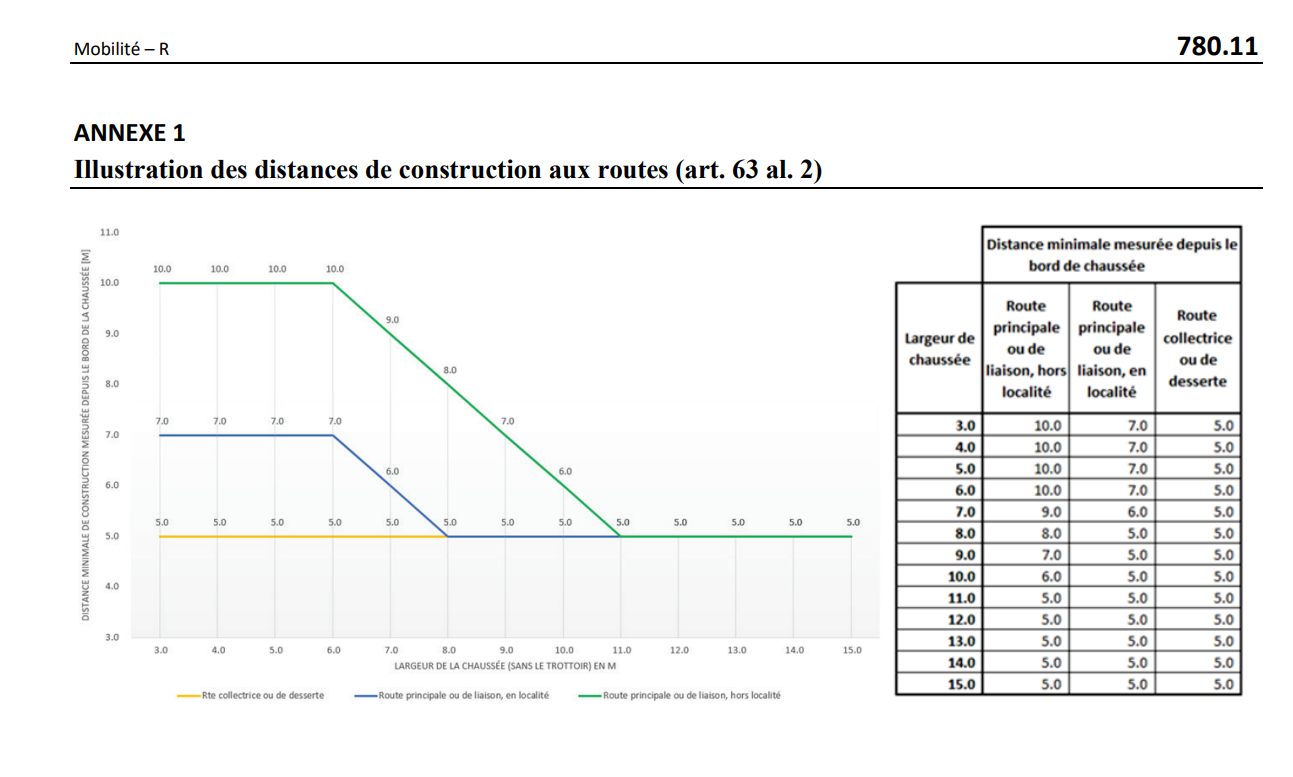 Mobilité – R
780.11
ANNEXE 1
Illustration des distances de construction aux routes (art. 63 al. 2)
DISTANCE MINIMALE DE CONSTRUCTION MESURÉE DEPUIS LE BORD DE LA CHAUSSÉE [M]
11.0
10.0
9.0
8.0
7.0
6.0
5.0
4.0
3.0
10.0 10.0 10.0 10.0
9.0
8.0
7.0 7.0 7.0 7.0 7.0
6.0 6.0
5.0 5.0 5.0 5.0 5.0 5.0 5.0 5.0 5.0 5.0 5.0 5.0 5.0
3.0 4.0 5.0 6.0 7.0 8.0 9.0 10.0 11.0 12.0 13.0 14.0 15.0
LARGEUR DE LA CHAUSSÉE (SANS LE TROTTOIR) EN M
Rte collectrice ou de desserte
Route principale ou de liaison, en localité
Route principale ou de liaison, hors localité
Distance minimale mesurée depuis le
bord de chaussée
Largeur de
chaussée
Route
principale
ou de
liaison, hors
localité
Route
principale
ou de
liaison, en
localité
Route
collectrice
ou de
desserte
3.0 10.0 7.0 5.0
4.0 10.0 7.0 5.0
5.0 10.0 7.0 5.0
6.0 10.0 7.0 5.0
7.0 9.0 6.0 5.0
8.0 8.0 5.0 5.0
9.0 7.0 5.0 5.0
10.0 6.0 5.0 5.0
11.0 5.0 5.0 5.0
12.0 5.0 5.0 5.0
13.0 5.0 5.0 5.0
14.0 5.0 5.0 5.0
15.0 5.0 5.0 5.0